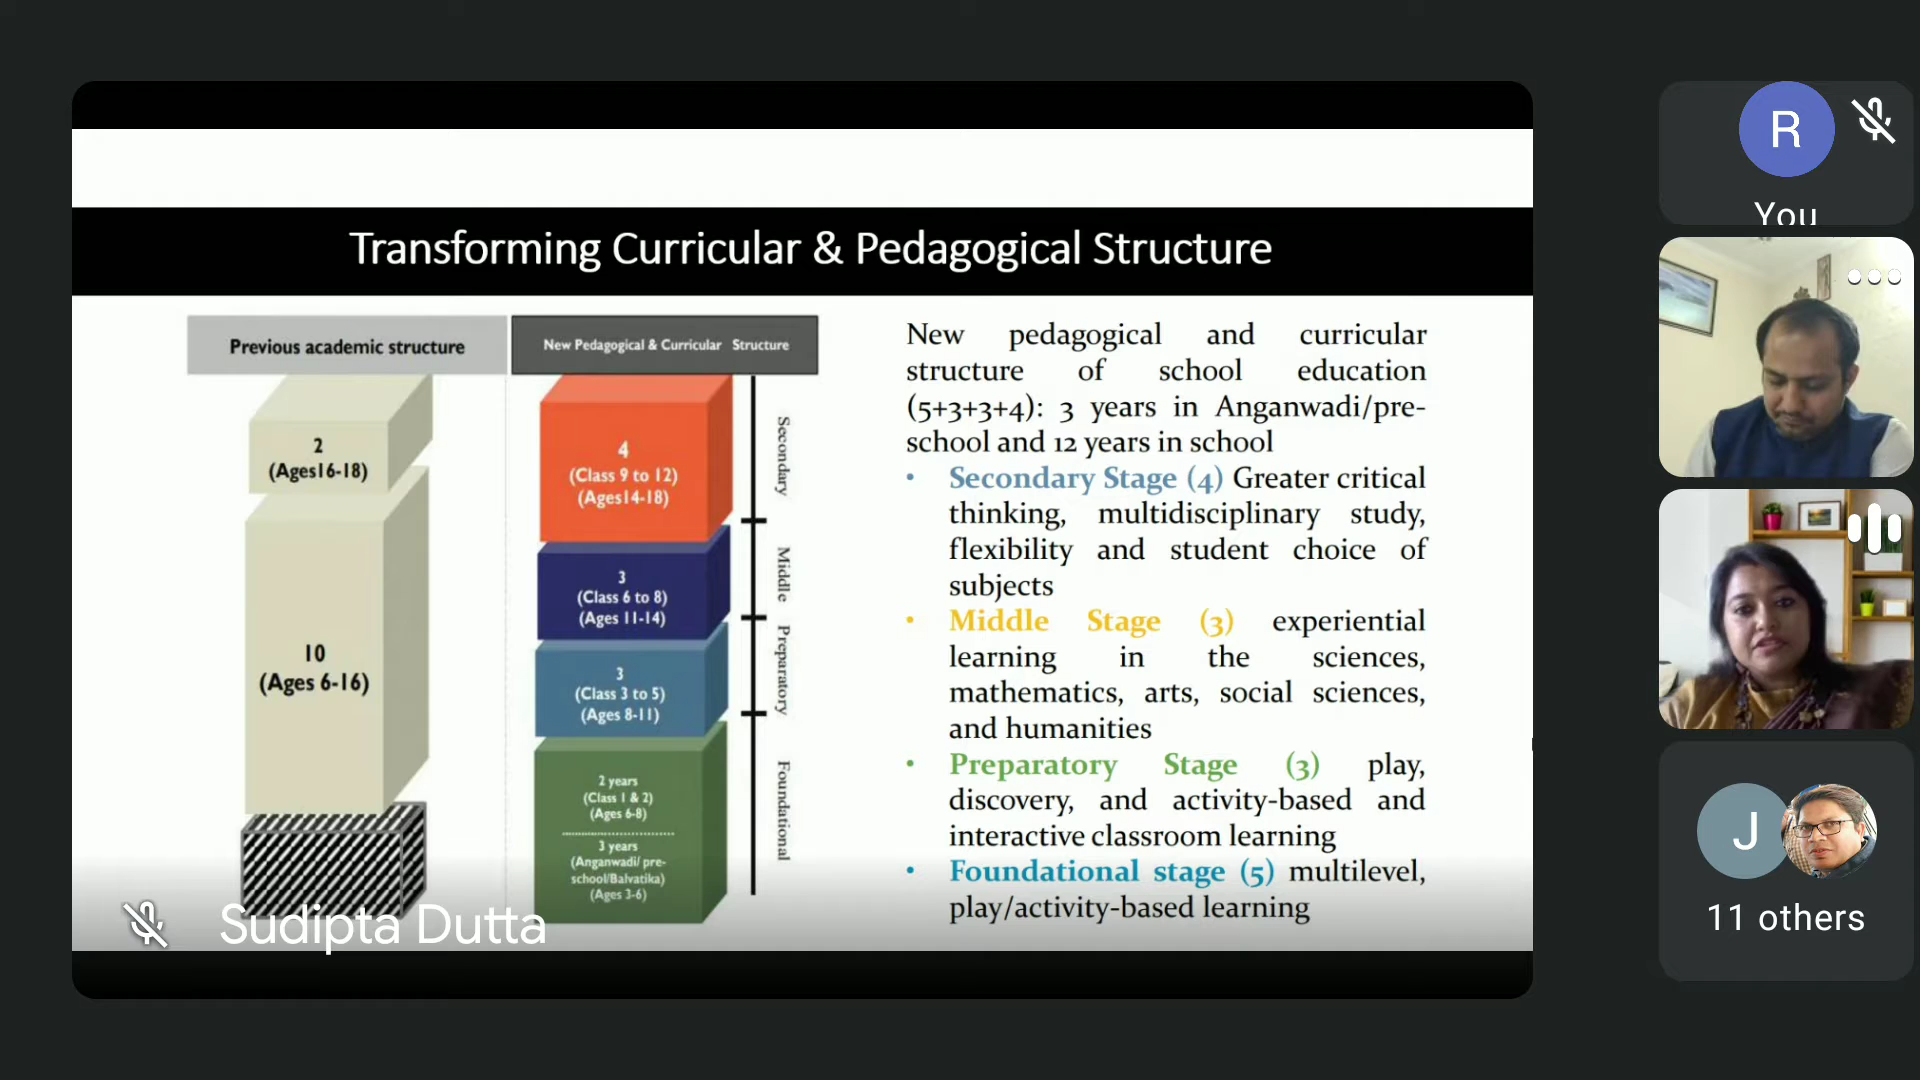 Transforming Curricular & Pedagogical Structure
Previous academic structure
2
(Ages16-18)
10
(Ages 6-16)
New Pedagogical & Curricular Structure
4
(Class 9 to 12)
(Ages14-18)
3
(Class 6 to 8)
(Ages 11-14)
3
(Class 3 to 5)
(Ages 8-11)
2 years
(Class 1 & 2)
(Ages 6-8)
3 years
(Anganwadi/ pre-
school/Balvatika)
(Ages 3-6)
Secondary
Middle
Preparatory
Foundational
New pedagogical and curricular
structure of school education
(5+3+3+4): 3 years in Anganwadi/pre-
school and 12 years in school
• Secondary Stage (4) Greater critical
thinking, multidisciplinary study,
flexibility and student choice of
subjects
• Middle Stage (3) experiential
learning in the sciences,
mathematics, arts, social sciences,
and humanities
• Preparatory Stage (3) play,
discovery, and activity-based and
interactive classroom learning
• Foundational stage (5) multilevel,
play/activity-based learning
Sudipta Dutta
R
You
J
11 others